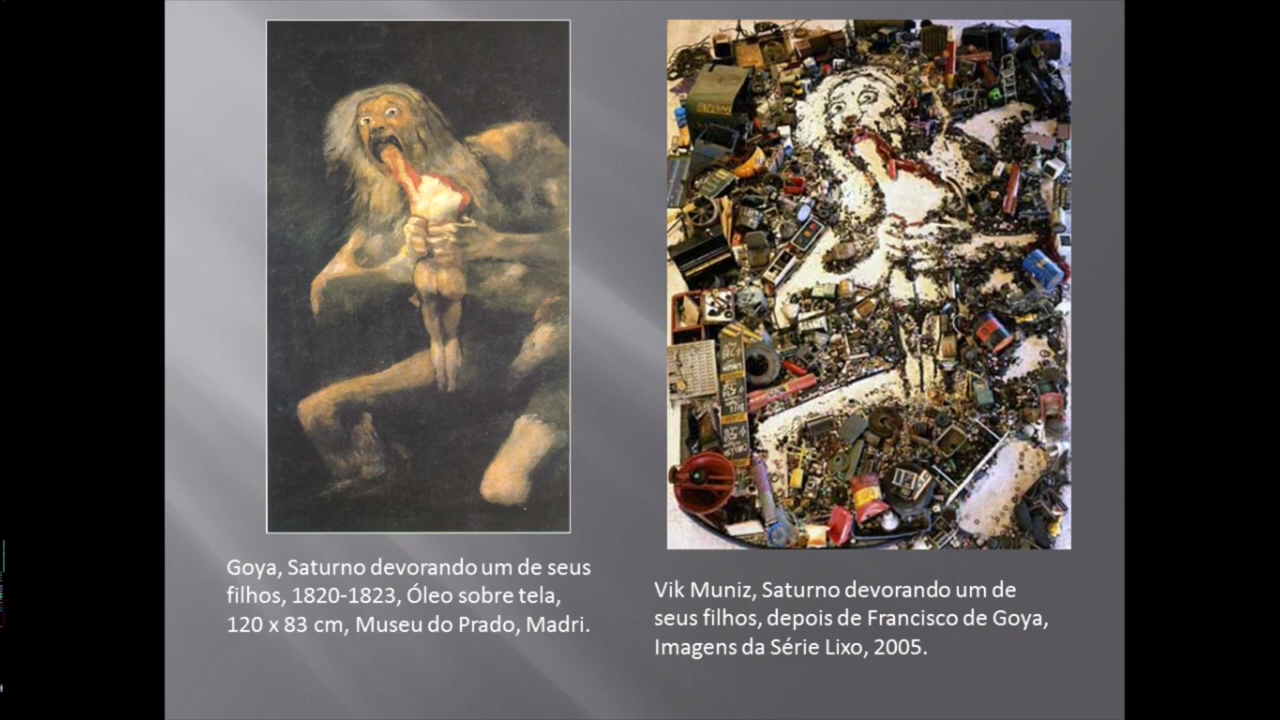 Goya, Saturno devorando um de seus
filhos, 1820-1823, Óleo sobre tela,
120 x 83 cm, Museu do Prado, Madri.
Vik Muniz, Saturno devorando um de
seus filhos, depois de Francisco de Goya,
Imagens da Série Lixo, 2005.